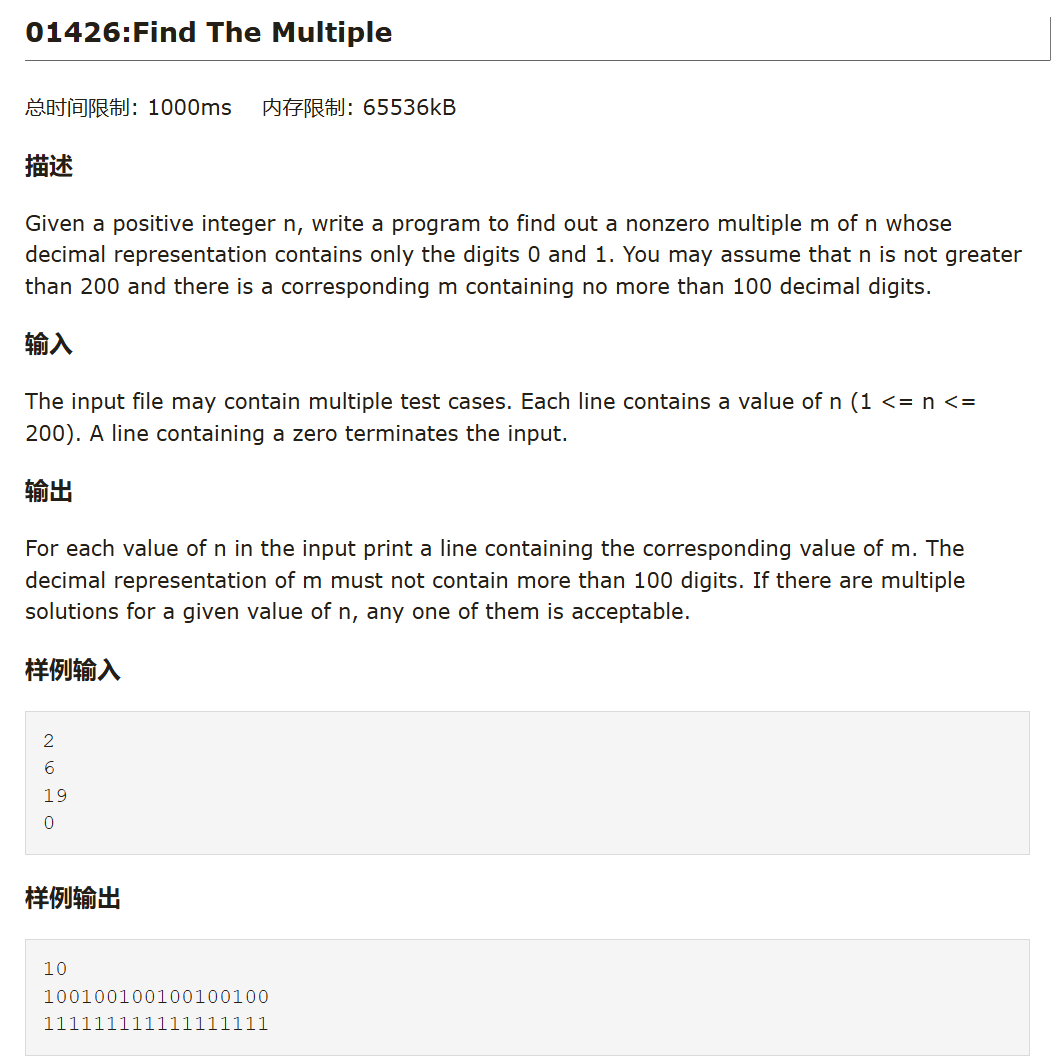 01426:Find The Multiple
总时间限制: 1000ms 内存限制: 65536kB
描述
Given a positive integer n, write a program to find out a nonzero multiple m of n whose
decimal representation contains only the digits 0 and 1. You may assume that n is not greater
than 200 and there is a corresponding m containing no more than 100 decimal digits.
输入
The input file may contain multiple test cases. Each line contains a value of n (1 <= n <=
200). A line containing a zero terminates the input.
输出
For each value of n in the input print a line containing the corresponding value of m. The
decimal representation of m must not contain more than 100 digits. If there are multiple
solutions for a given value of n, any one of them is acceptable.
样例输入
2
6
19
0
样例输出
10
100100100100100100
111111111111111111